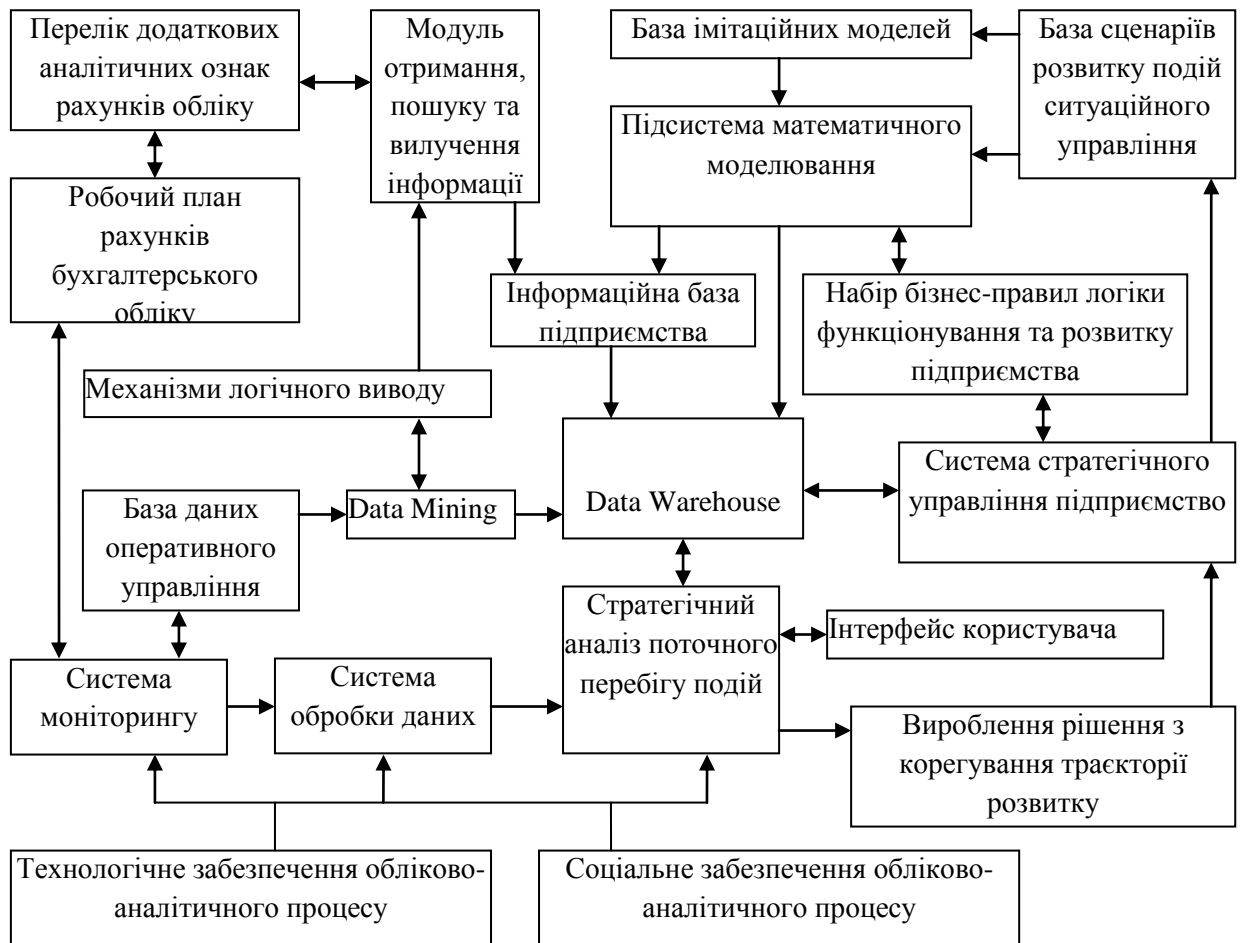 Перелік додаткових
аналітичних ознак
рахунків обліку
Модуль
отримання,
пошуку та
вилучення
інформації
База імітаційних моделей
База сценаріїв
розвитку подій
ситуаційного
управління
Підсистема математичного
моделювання
Робочий план
рахунків
бухгалтерського
обліку
Інформаційна база
підприємства
Набір бізнес-правил логіки
функціонування та розвитку
підприємства
Механізми логічного виводу
Система стратегічного
управління підприємство
База даних
оперативного
управління
Data Mining
Data Warehouse
Стратегічний
аналіз поточного
перебігу подій
Інтерфейс користувача
Система
моніторингу
Система
обробки даних
Вироблення рішення з
корегування траєкторії
розвитку
Технологічне забезпечення обліково-
аналітичного процесу
Соціальне забезпечення обліково-
аналітичного процесу